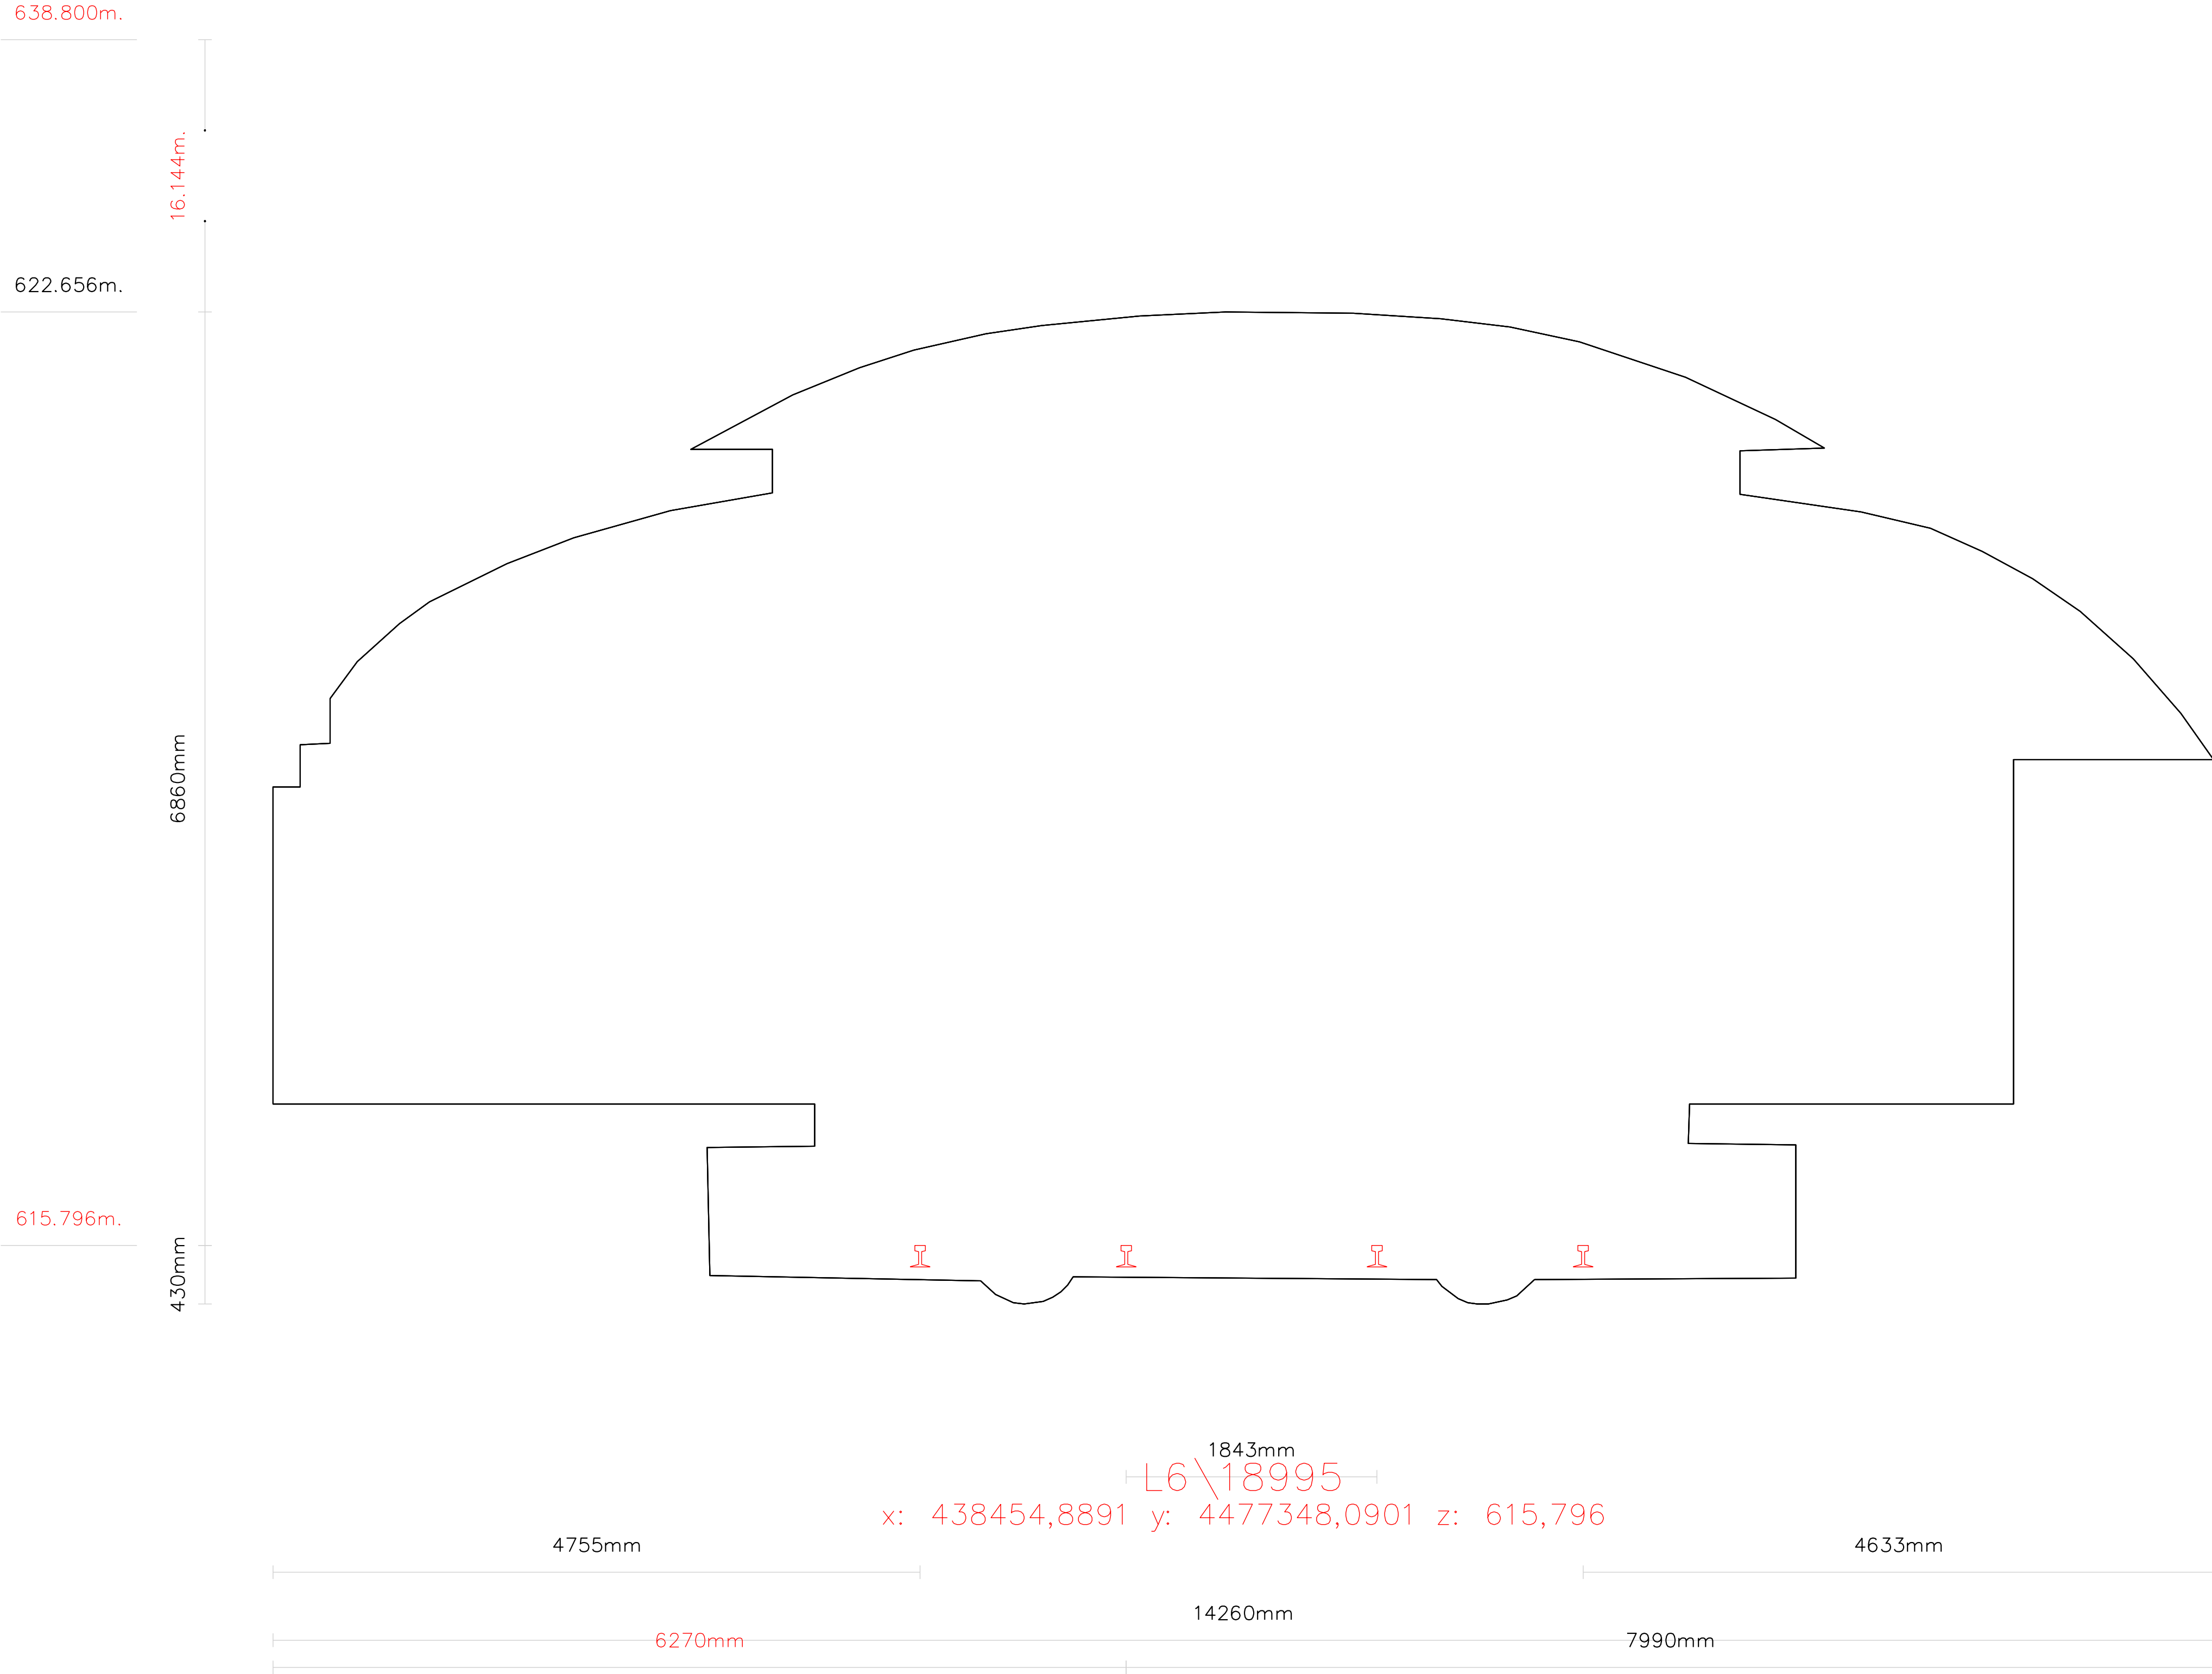 638.800m.
16.144m.
622.656m.
6860mm
615.796m.
430mm
1843mm
L6\18995
x: 438454,8891 y: 4477348,0901 z: 615,796
4755mm
4633mm
14260mm
6270mm
7990mm